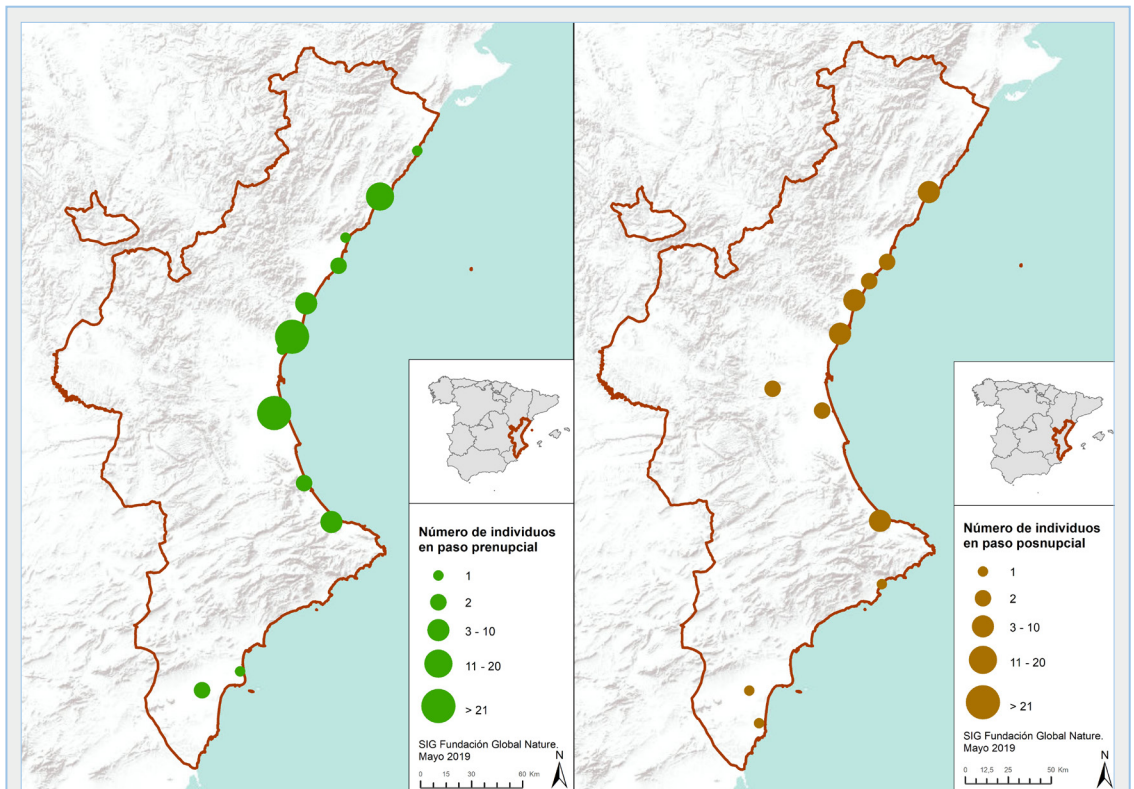 Número de individuos
en paso prenupcial
1
2
3 - 10
11 - 20
> 21
SIG Fundación Global Nature.
Mayo 2019
N
0 15 30 60 Km
Número de individuos
en paso posnupcial
1
2
3 - 10
11 - 20
> 21
SIG Fundación Global Nature.
Mayo 2019
N
0 12,5 25 50 Km